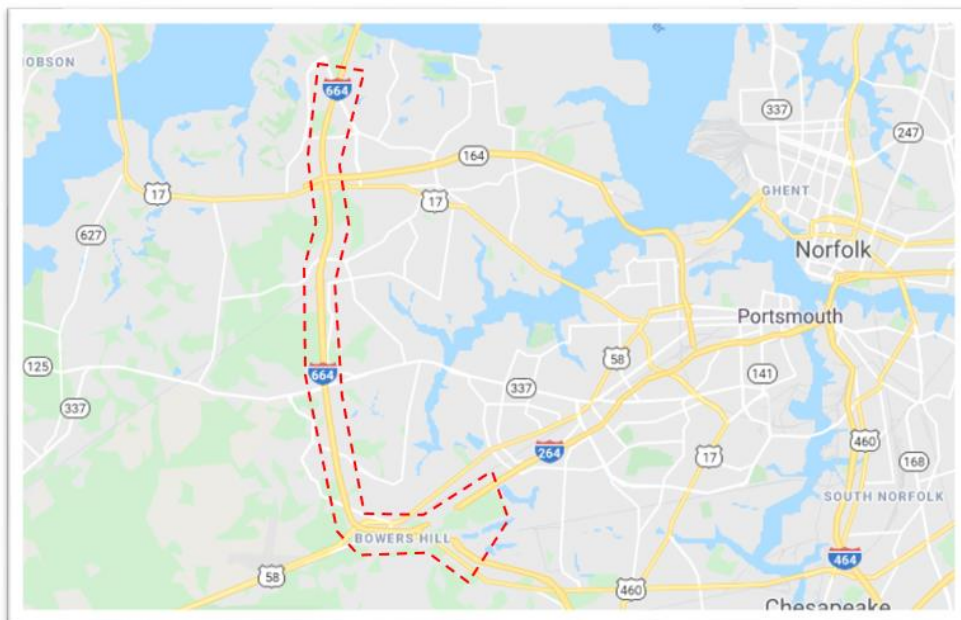 OBSON
664
337
247
164
17
17
GHENT
627
Norfolk
Portsmouth
58
125
664
337
141
337
264
17
460
168
SOUTH NORFOLK
BOWERS HILL
464
58
460
Chesapeake